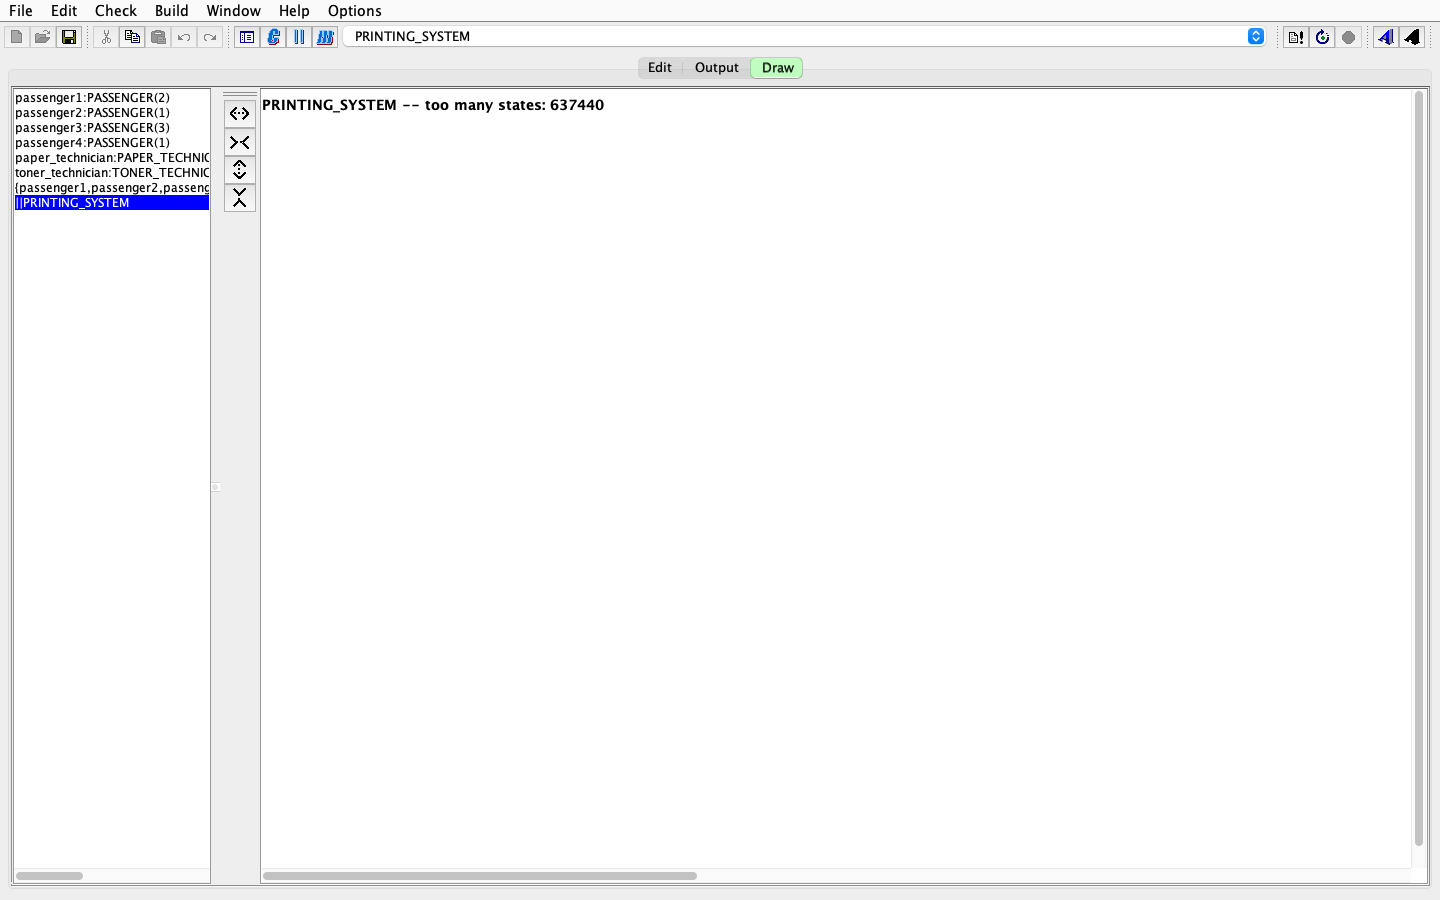 File Edit Check Build Window Help Options
PRINTING_SYSTEM
Edit Output Draw
passenger1:PASSENGER(2)
passenger2:PASSENGER(1)
passenger3:PASSENGER(3)
passenger4:PASSENGER(1)
paper_technician:PAPER_TECHNIC
toner_technician:TONER_TECHNIC
{passenger1,passenger2,passeng
||PRINTING_SYSTEM
PRINTING_SYSTEM -- too many states: 637440